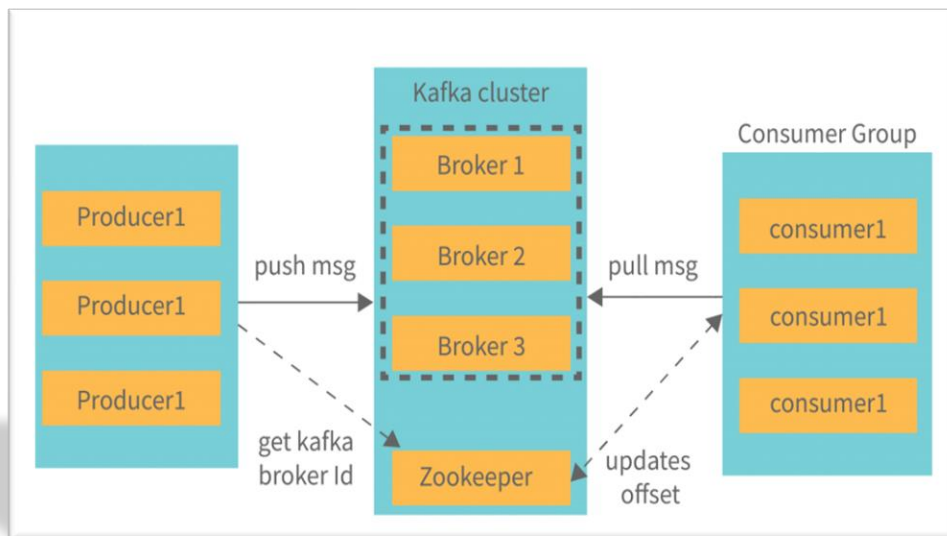 Kafka cluster
Broker 1
Broker 2
Broker 3
Zookeeper
Producer1
Producer1
Producer1
push msg
get kafka
broker Id
Consumer Group
consumer1
consumer1
consumer1
pull msg
updates
offset